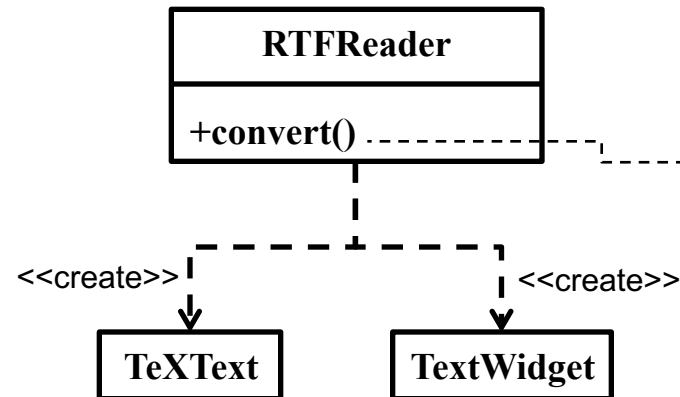 RTFReader
+convert()
<<create>>
<<create>>
TeXText
TextWidget